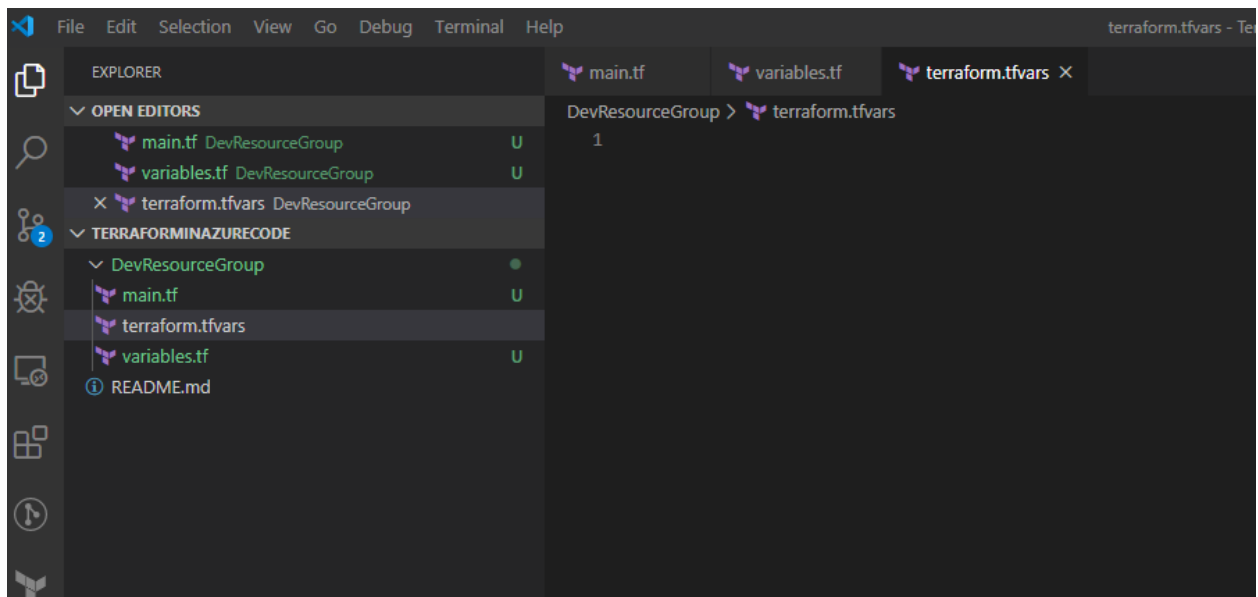 File Edit Selection View Go Debug Terminal Help
terraform.tfvars - Ter
EXPLORER
OPEN EDITORS
main.tf DevResourceGroup U
variables.tf DevResourceGroup U
terraform.tfvars DevResourceGroup
TERRAFORMINAZURECODE
DevResourceGroup
main.tf U
terraform.tfvars
variables.tf U
README.md
2
main.tf variables.tf terraform.tfvars
DevResourceGroup > terraform.tfvars
1